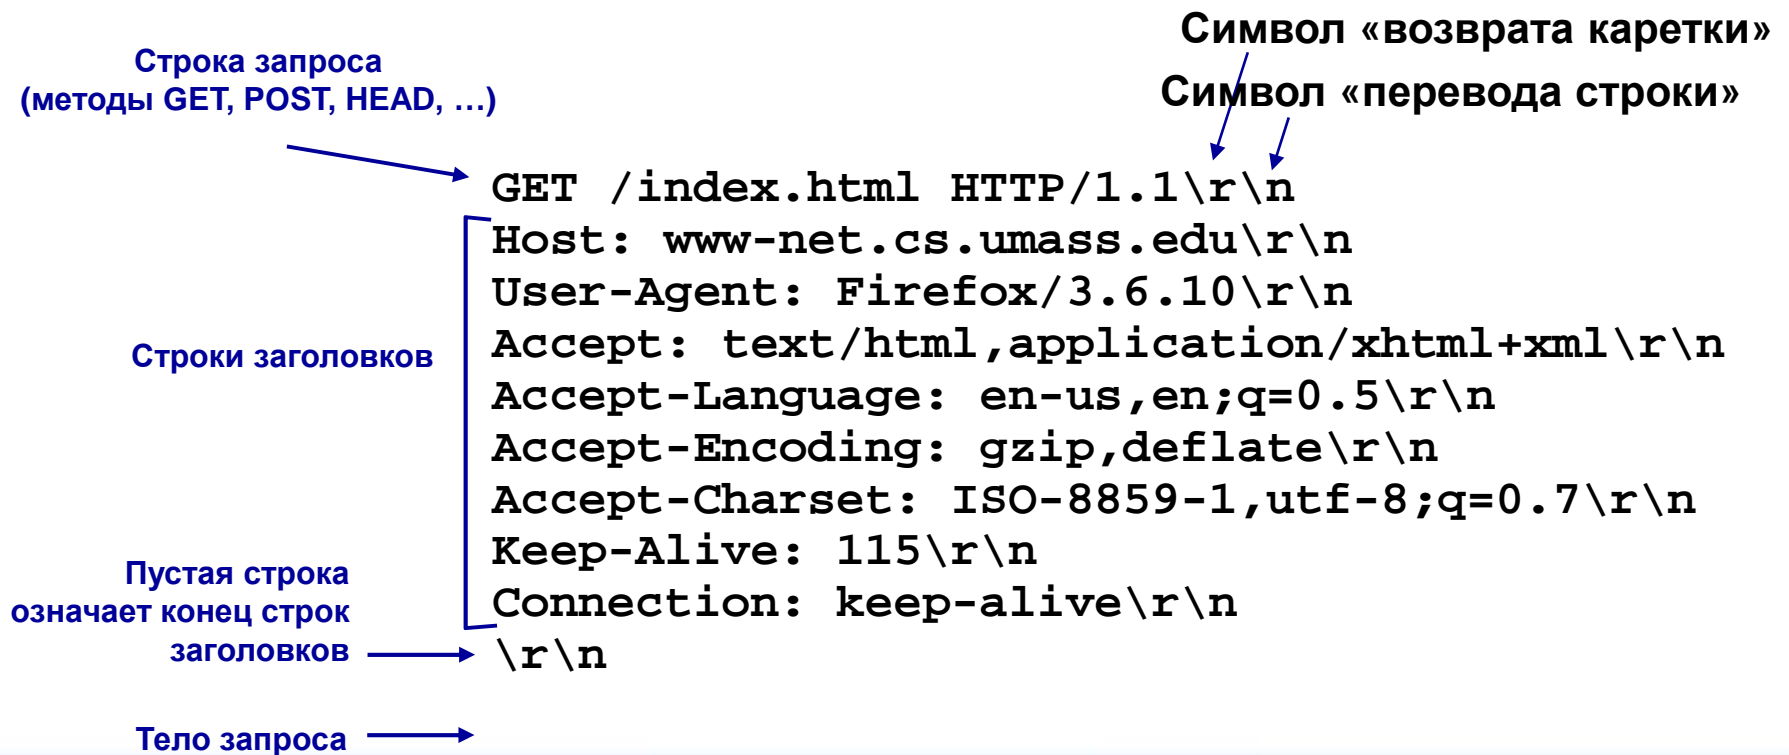 Символ «возврата каретки»
Символ «перевода строки»
Строка запроса
(методы GET, POST, HEAD, …)
GET /index.html HTTP/1.1\r\n
Host: www-net.cs.umass.edu\r\n
User-Agent: Firefox/3.6.10\r\n
Accept: text/html,application/xhtml+xml\r\n
Accept-Language: en-us,en;q=0.5\r\n
Accept-Encoding: gzip,deflate\r\n
Accept-Charset: ISO-8859-1,utf-8;q=0.7\r\n
Keep-Alive: 115\r\n
Connection: keep-alive\r\n
\r\n
Строки заголовков
Пустая строка
означает конец строк
заголовков
Тело запроса